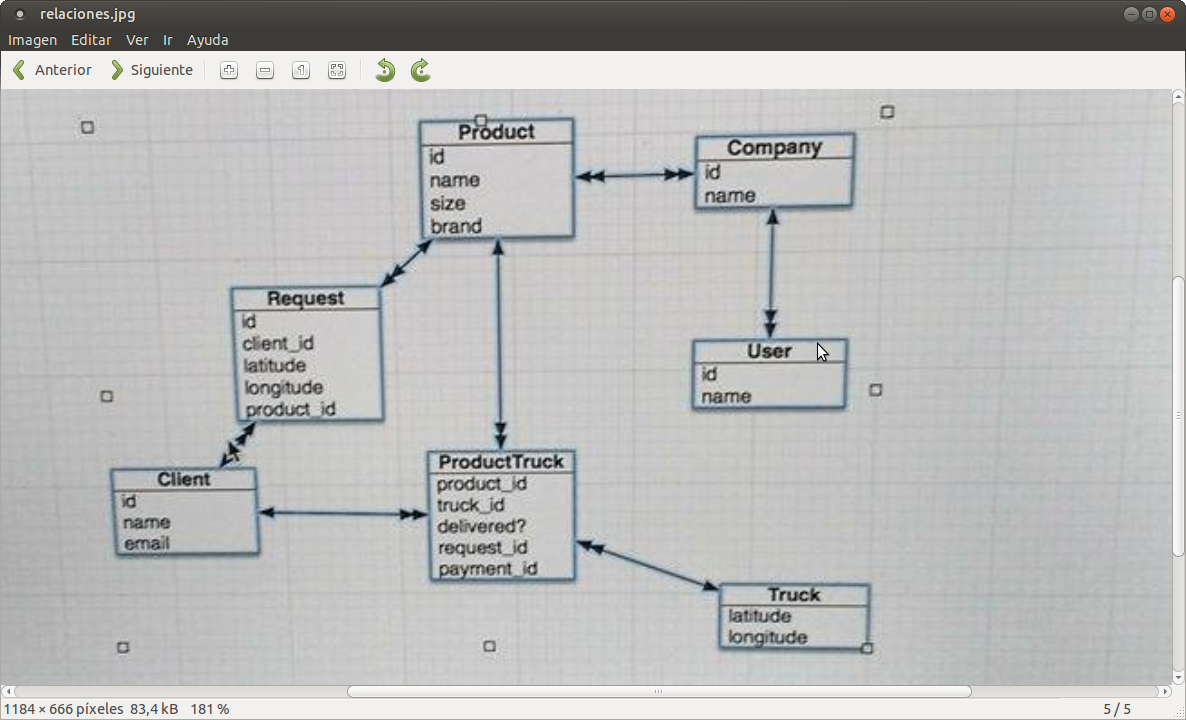 relaciones.jpg
Imagen Editar Ver Ir Ayuda
Anterior Siguiente
Product
id
name
size
brand
Company
id
name
Request
id
client_id
latitude
longitude
product_id
User
id
name
Client
id
name
email
ProductTruck
product_id
truck_id
delivered?
request_id
payment_id
Truck
latitude
longitude
1184 × 666 píxeles 83,4 kB 181 %
5 / 5